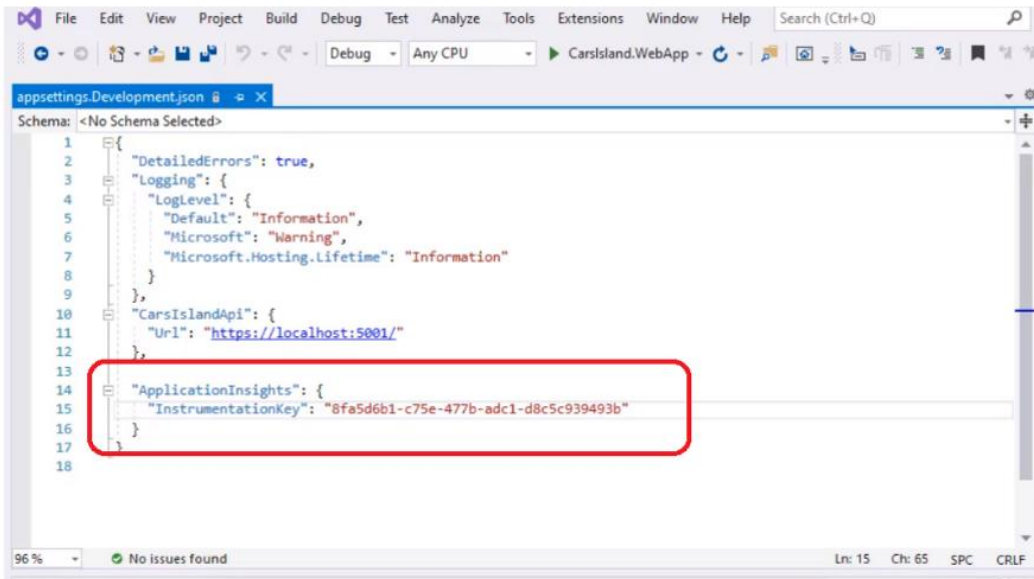 File Edit View Project Build Debug Test Analyze Tools Extensions Window Help Search (Ctrl+Q)
Debug Any CPU CarsIsland.WebApp
appsettings.Development.json
Schema: <No Schema Selected>
1 {
2 "DetailedErrors": true,
3 "Logging": {
4 "LogLevel": {
5 "Default": "Information",
6 "Microsoft": "Warning",
7 "Microsoft.Hosting.Lifetime": "Information"
8 }
9 },
10 "CarsIslandApi": {
11 "Url": "https://localhost:5001/"
12 },
13
14 "ApplicationInsights": {
15 "InstrumentationKey": "8fa5d6b1-c75e-477b-adc1-d8c5c939493b"
16 }
17 }
18
96 % No issues found Ln: 15 Ch: 65 SPC CRLF